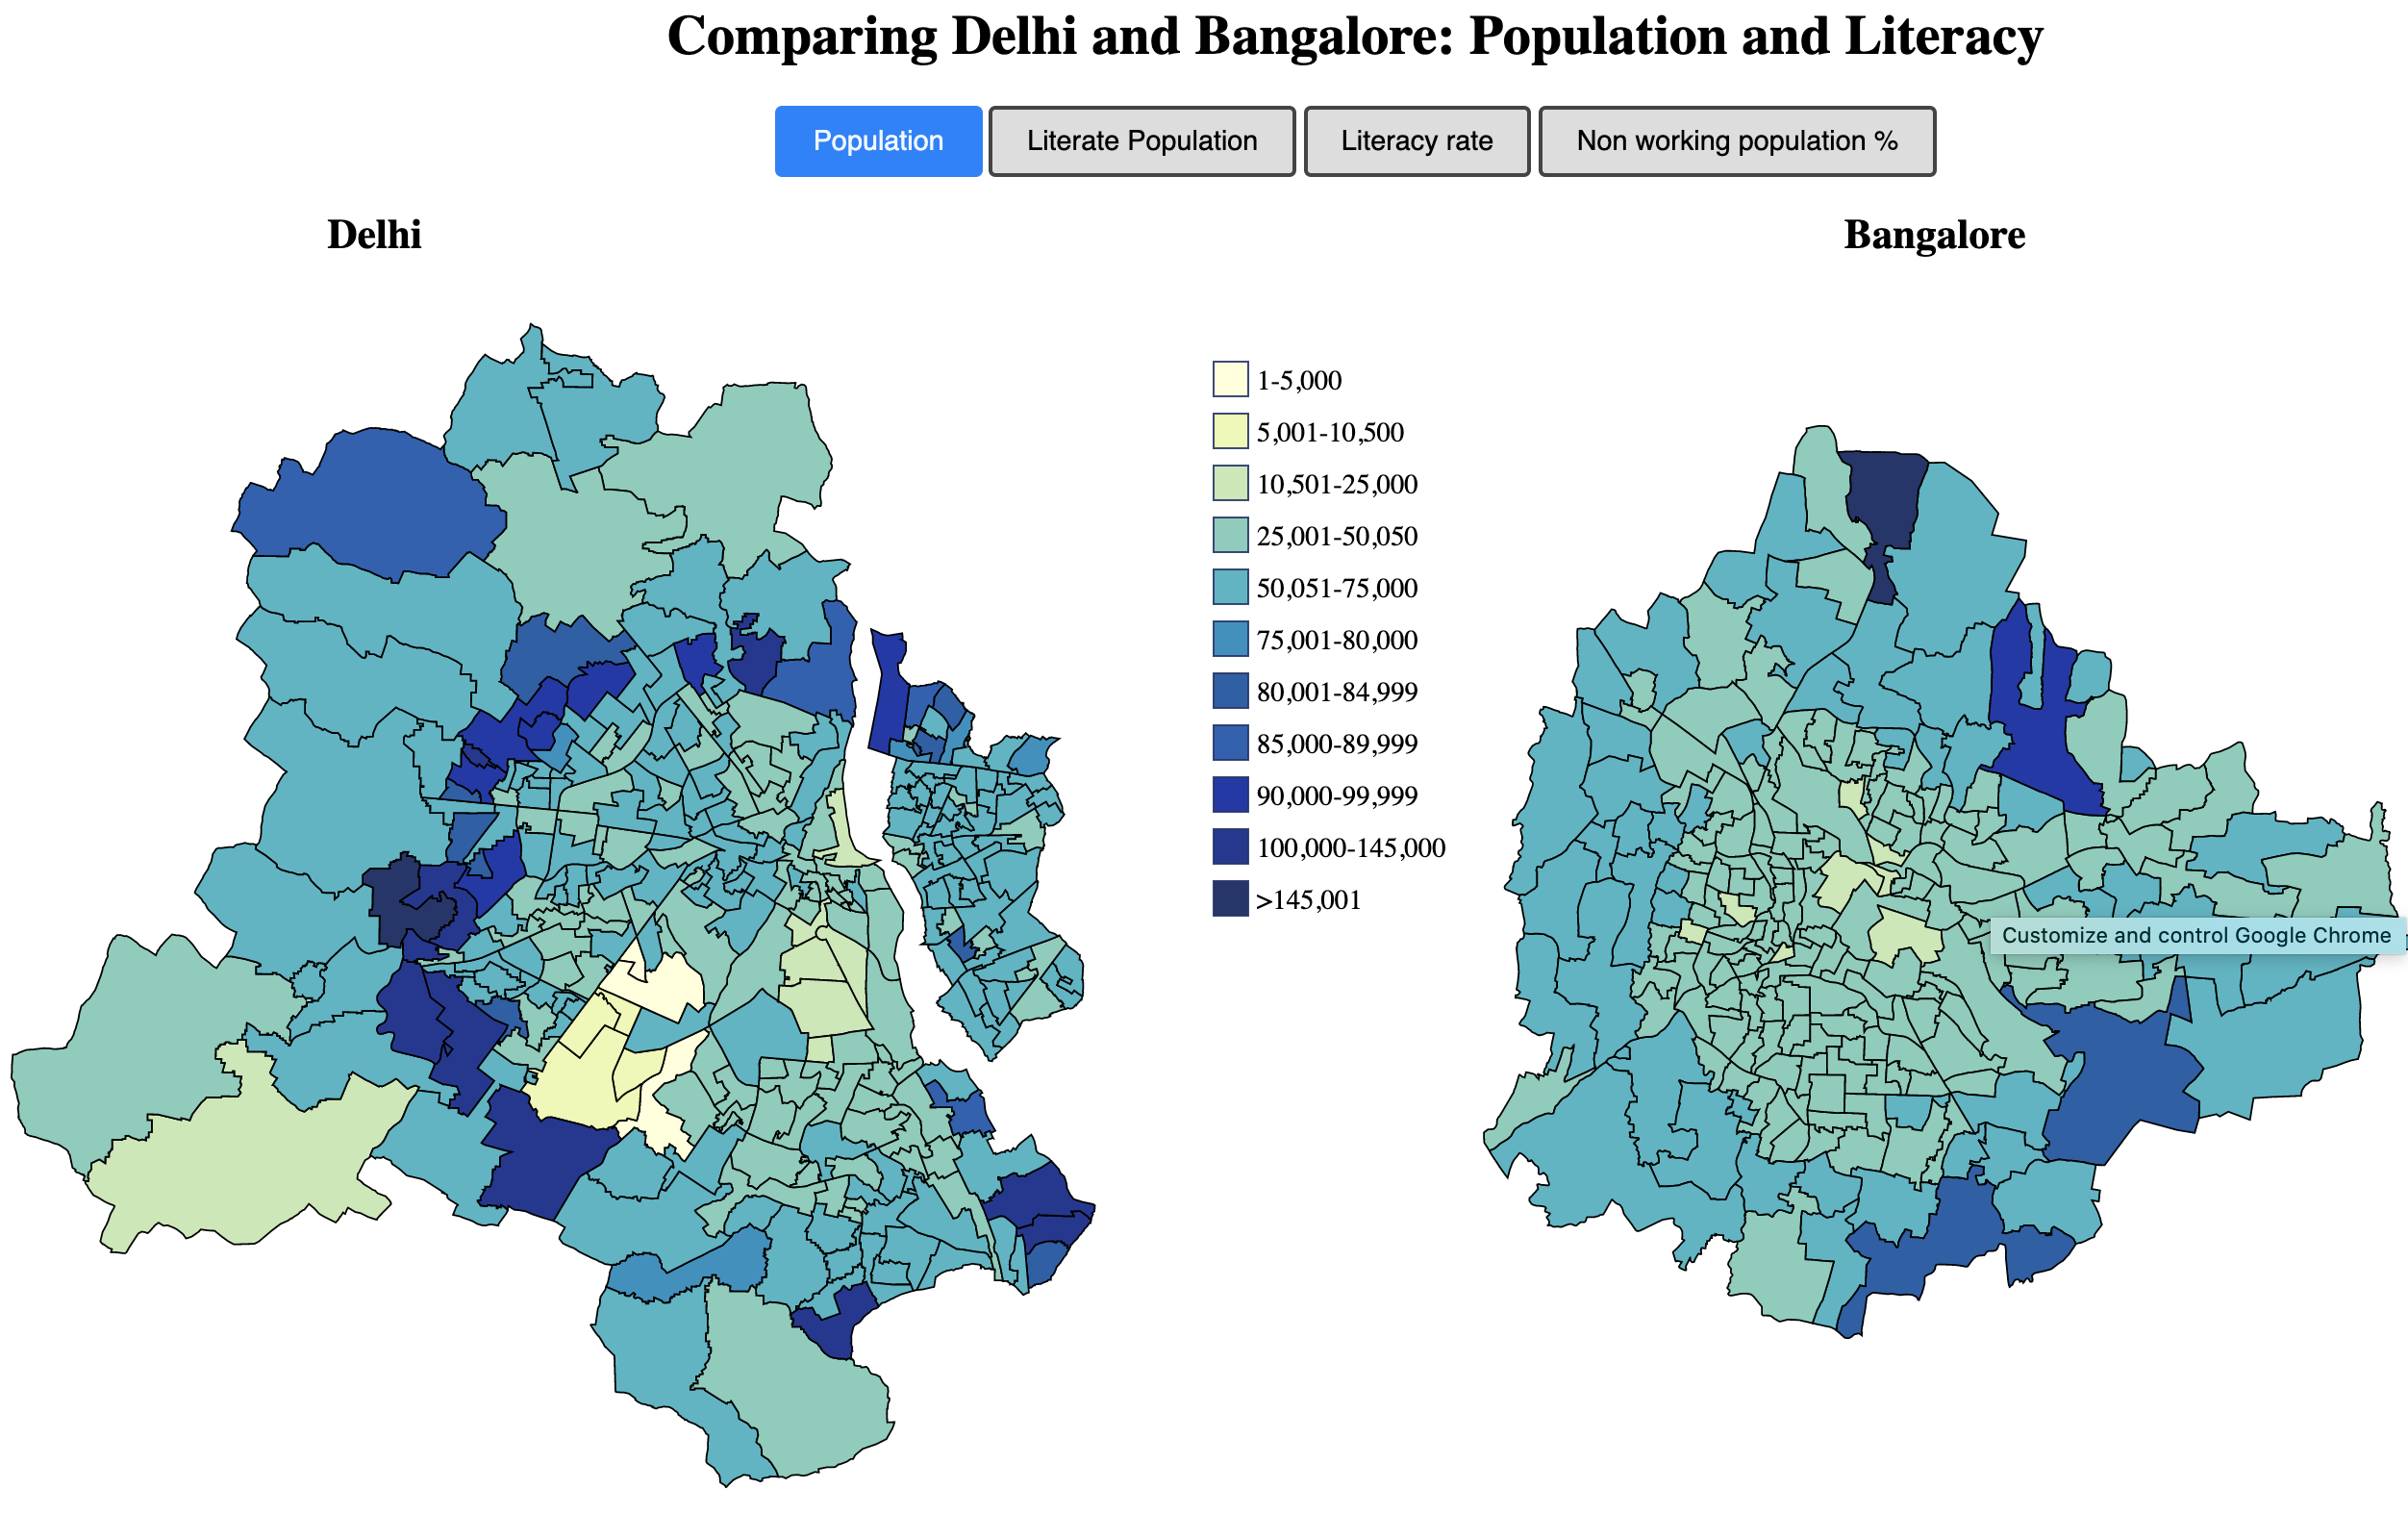 Comparing Delhi and Bangalore: Population and Literacy
Population
Literate Population
Literacy rate
Non working population %
Delhi
Bangalore
1-5,000
5,001-10,500
10,501-25,000
25,001-50,050
50,051-75,000
75,001-80,000
80,001-84,999
85,000-89,999
90,000-99,999
100,000-145,000
>145,001
Customize and control Google Chrome